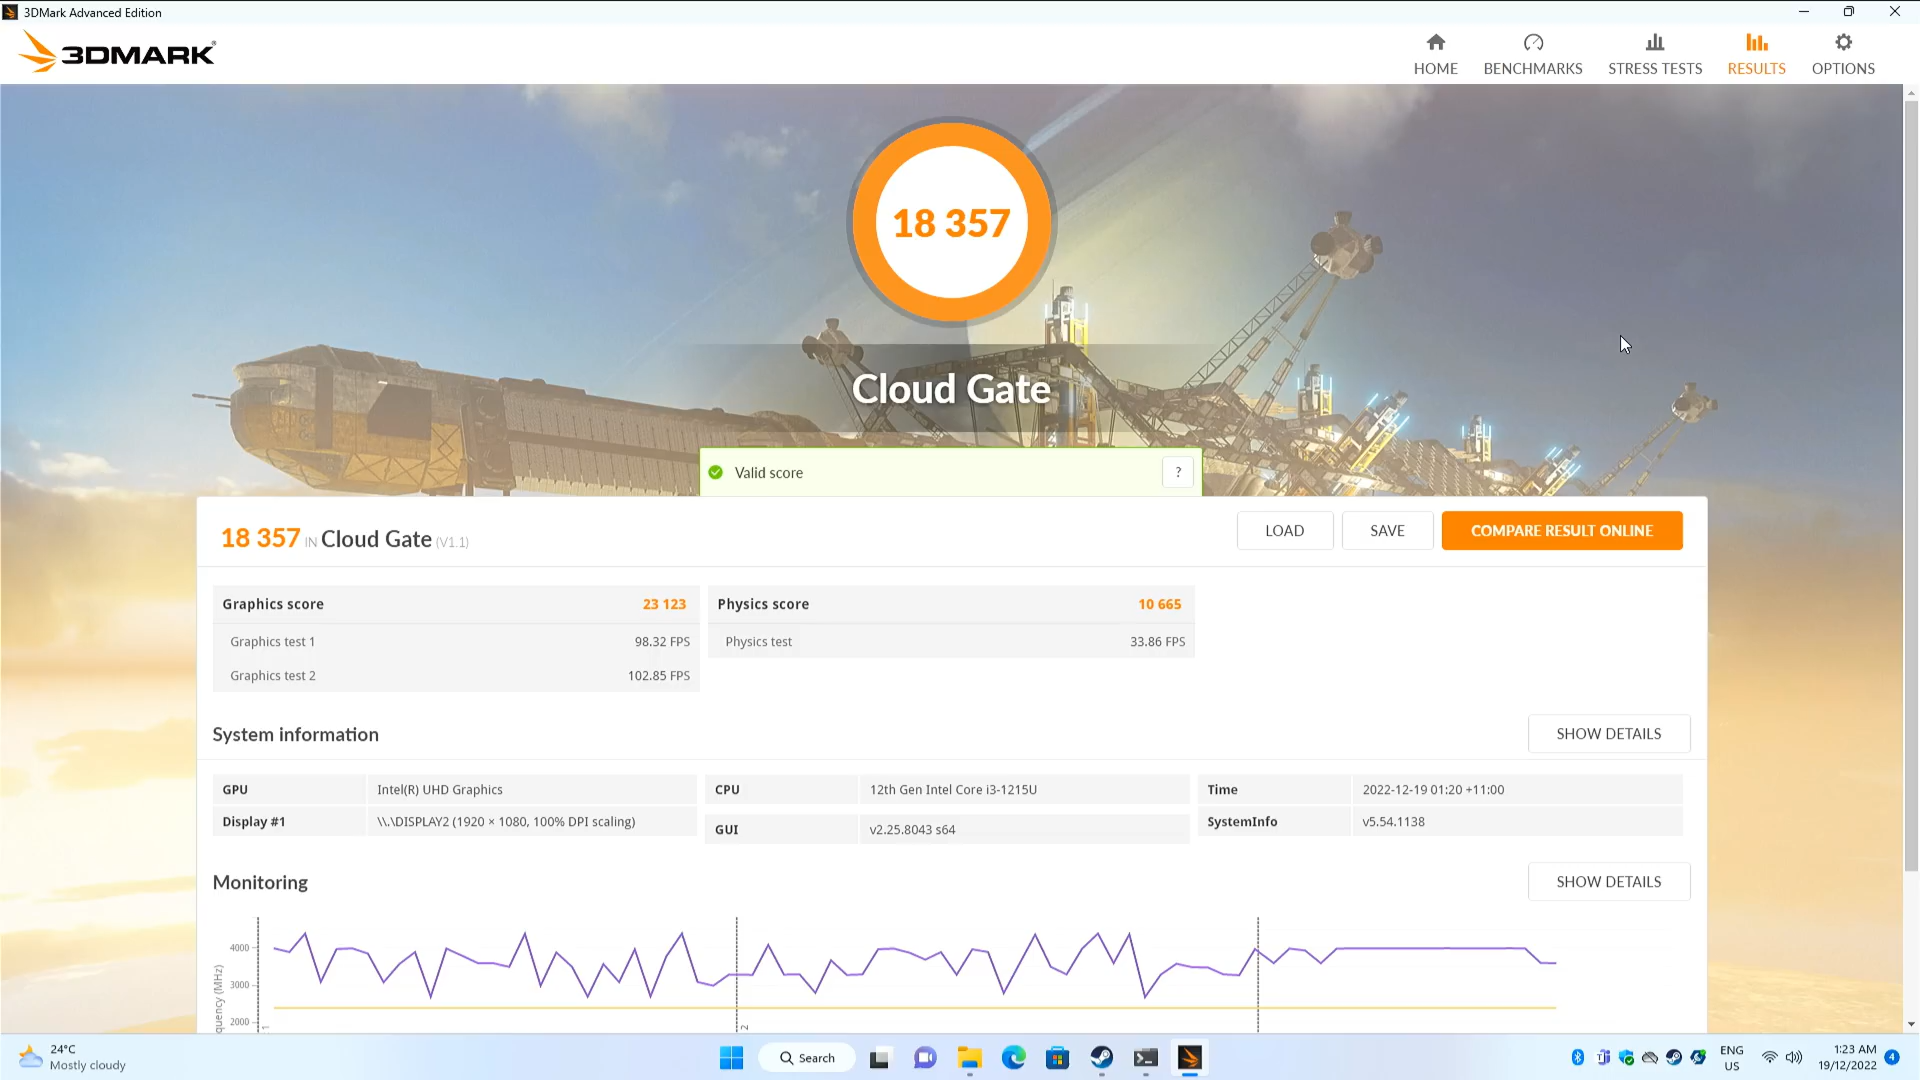 3DMark Advanced Edition
3DMARK
HOME
BENCHMARKS
STRESS TESTS
RESULTS
OPTIONS
18 357
Cloud Gate
Valid score
?
18 357 IN Cloud Gate (V1.1)
LOAD
SAVE
COMPARE RESULT ONLINE
Graphics score 23 123
Graphics test 1 98.32 FPS
Graphics test 2 102.85 FPS
Physics score 10 665
Physics test 33.86 FPS
System information
SHOW DETAILS
GPU Intel(R) UHD Graphics
Display #1 \\.\DISPLAY2 (1920 × 1080, 100% DPI scaling)
CPU 12th Gen Intel Core i3-1215U
GUI v2.25.8043 s64
Time 2022-12-19 01:20 +11:00
SystemInfo v5.54.1138
Monitoring
SHOW DETAILS
4000
3000
2000
quency (MHz)
1
2
24°C
Mostly cloudy
Search
ENG
US
1:23 AM
19/12/2022
4